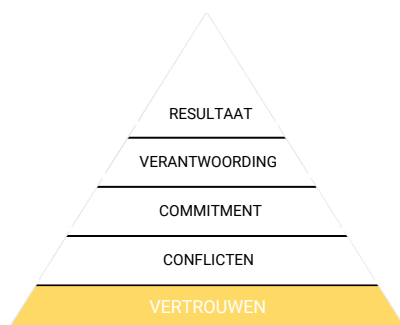 RESULTAAT
VERANTWOORDING
COMMITMENT
CONFLICTEN
VERTROUWEN